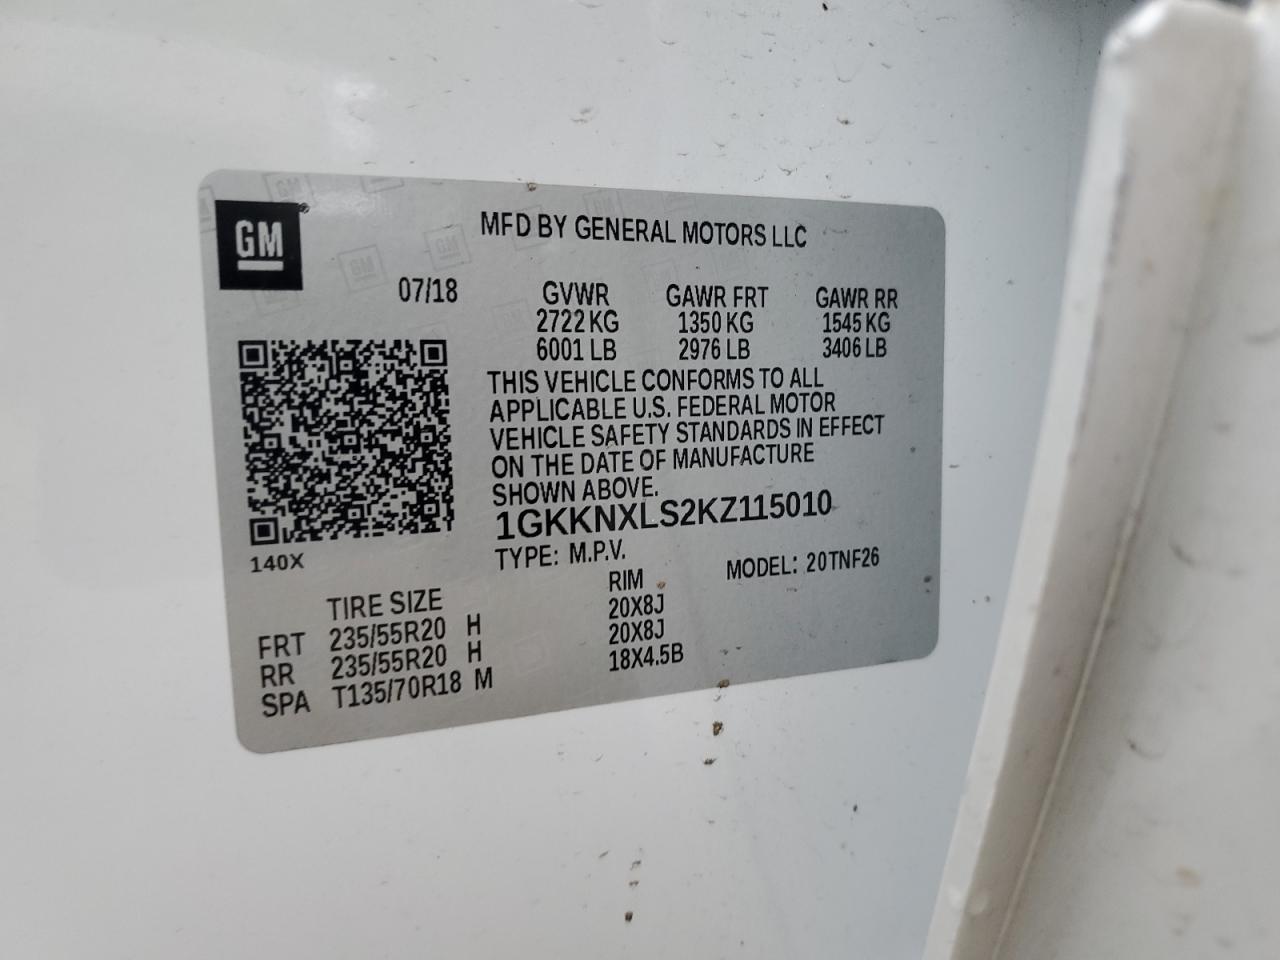 GM
MFD BY GENERAL MOTORS LLC
07/18
GVWR GAWR FRT GAWR RR
2722 KG 1350 KG 1545 KG
6001 LB 2976 LB 3406 LB
THIS VEHICLE CONFORMS TO ALL
APPLICABLE U.S. FEDERAL MOTOR
VEHICLE SAFETY STANDARDS IN EFFECT
ON THE DATE OF MANUFACTURE
SHOWN ABOVE.
1GKKNXLS2KZ115010
140X
TYPE: M.P.V. MODEL: 20TNF26
TIRE SIZE RIM
FRT 235/55R20 H 20X8J
RR 235/55R20 H 20X8J
SPA T135/70R18 M 18X4.5B